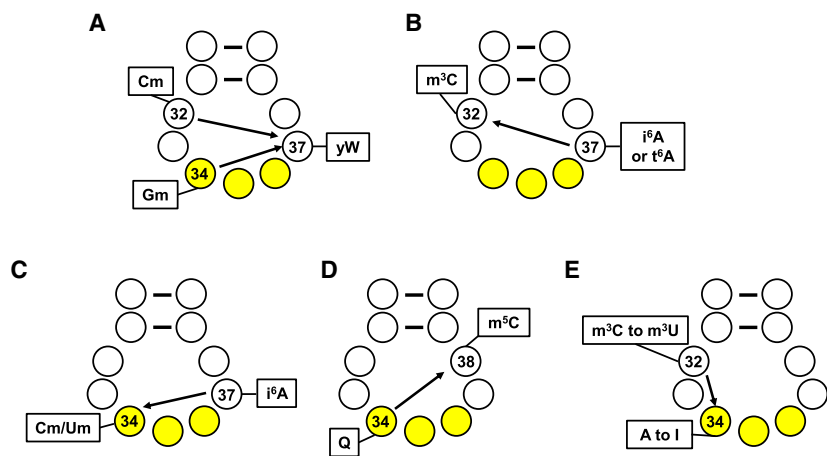 A
Cm
32
37
yW
34
Gm
B
m³C
32
37
i⁶A
or t⁶A
C
37
i⁶A
34
Cm/Um
D
m⁵C
38
34
Q
E
m³C to m³U
32
34
A to I